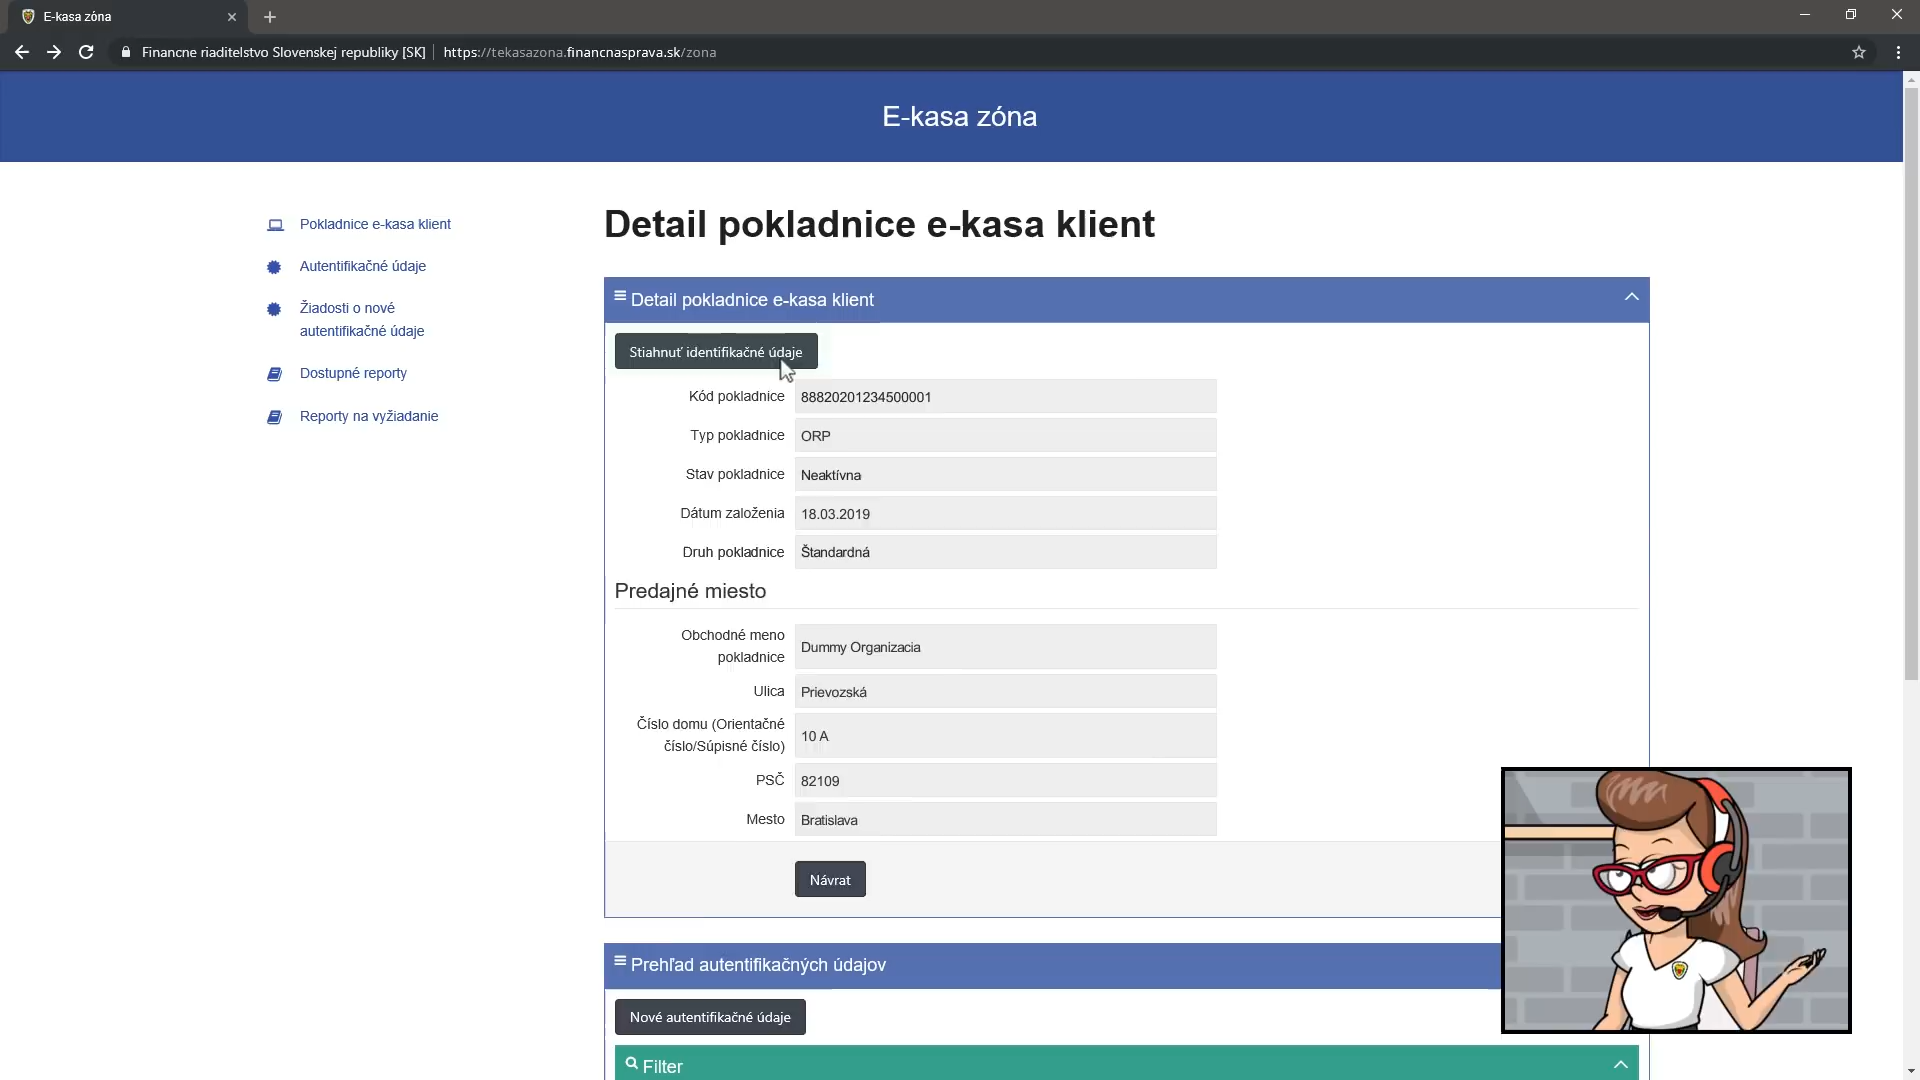 E-kasa zóna
Financne riaditelstvo Slovenskej republiky [SK]
https://tekasazona.financnasprava.sk/zona
E-kasa zóna
Pokladnice e-kasa klient
Autentifikačné údaje
Žiadosti o nové
autentifikačné údaje
Dostupné reporty
Reporty na vyžiadanie
Detail pokladnice e-kasa klient
Detail pokladnice e-kasa klient
Stiahnuť identifikačné údaje
Kód pokladnice 88820201234500001
Typ pokladnice ORP
Stav pokladnice Neaktívna
Dátum založenia 18.03.2019
Druh pokladnice Štandardná
Predajné miesto
Obchodné meno
pokladnice Dummy Organizacia
Ulica Prievozská
Číslo domu (Orientačné
číslo/Súpisné číslo) 10 A
PSČ 82109
Mesto Bratislava
Návrat
Prehľad autentifikačných údajov
Nové autentifikačné údaje
Filter